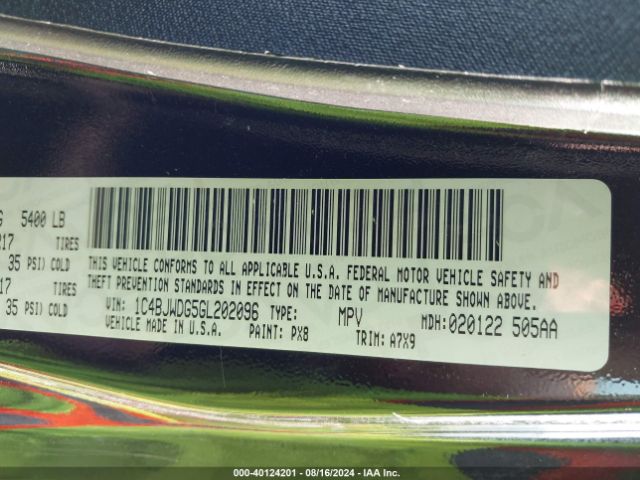 5400 LB
17 TIRES
35 PSI) COLD
17 TIRES
35 PSI) COLD
THIS VEHICLE CONFORMS TO ALL APPLICABLE U.S.A. FEDERAL MOTOR VEHICLE SAFETY AND
THEFT PREVENTION STANDARDS IN EFFECT ON THE DATE OF MANUFACTURE SHOWN ABOVE.
VIN: 1C4BJWDG5GL202096 TYPE: MPV MDH:020122 505AA
VEHICLE MADE IN U.S.A. PAINT: PX8 TRIM: A7X9
000-40124201 - 08/16/2024 - IAA Inc.